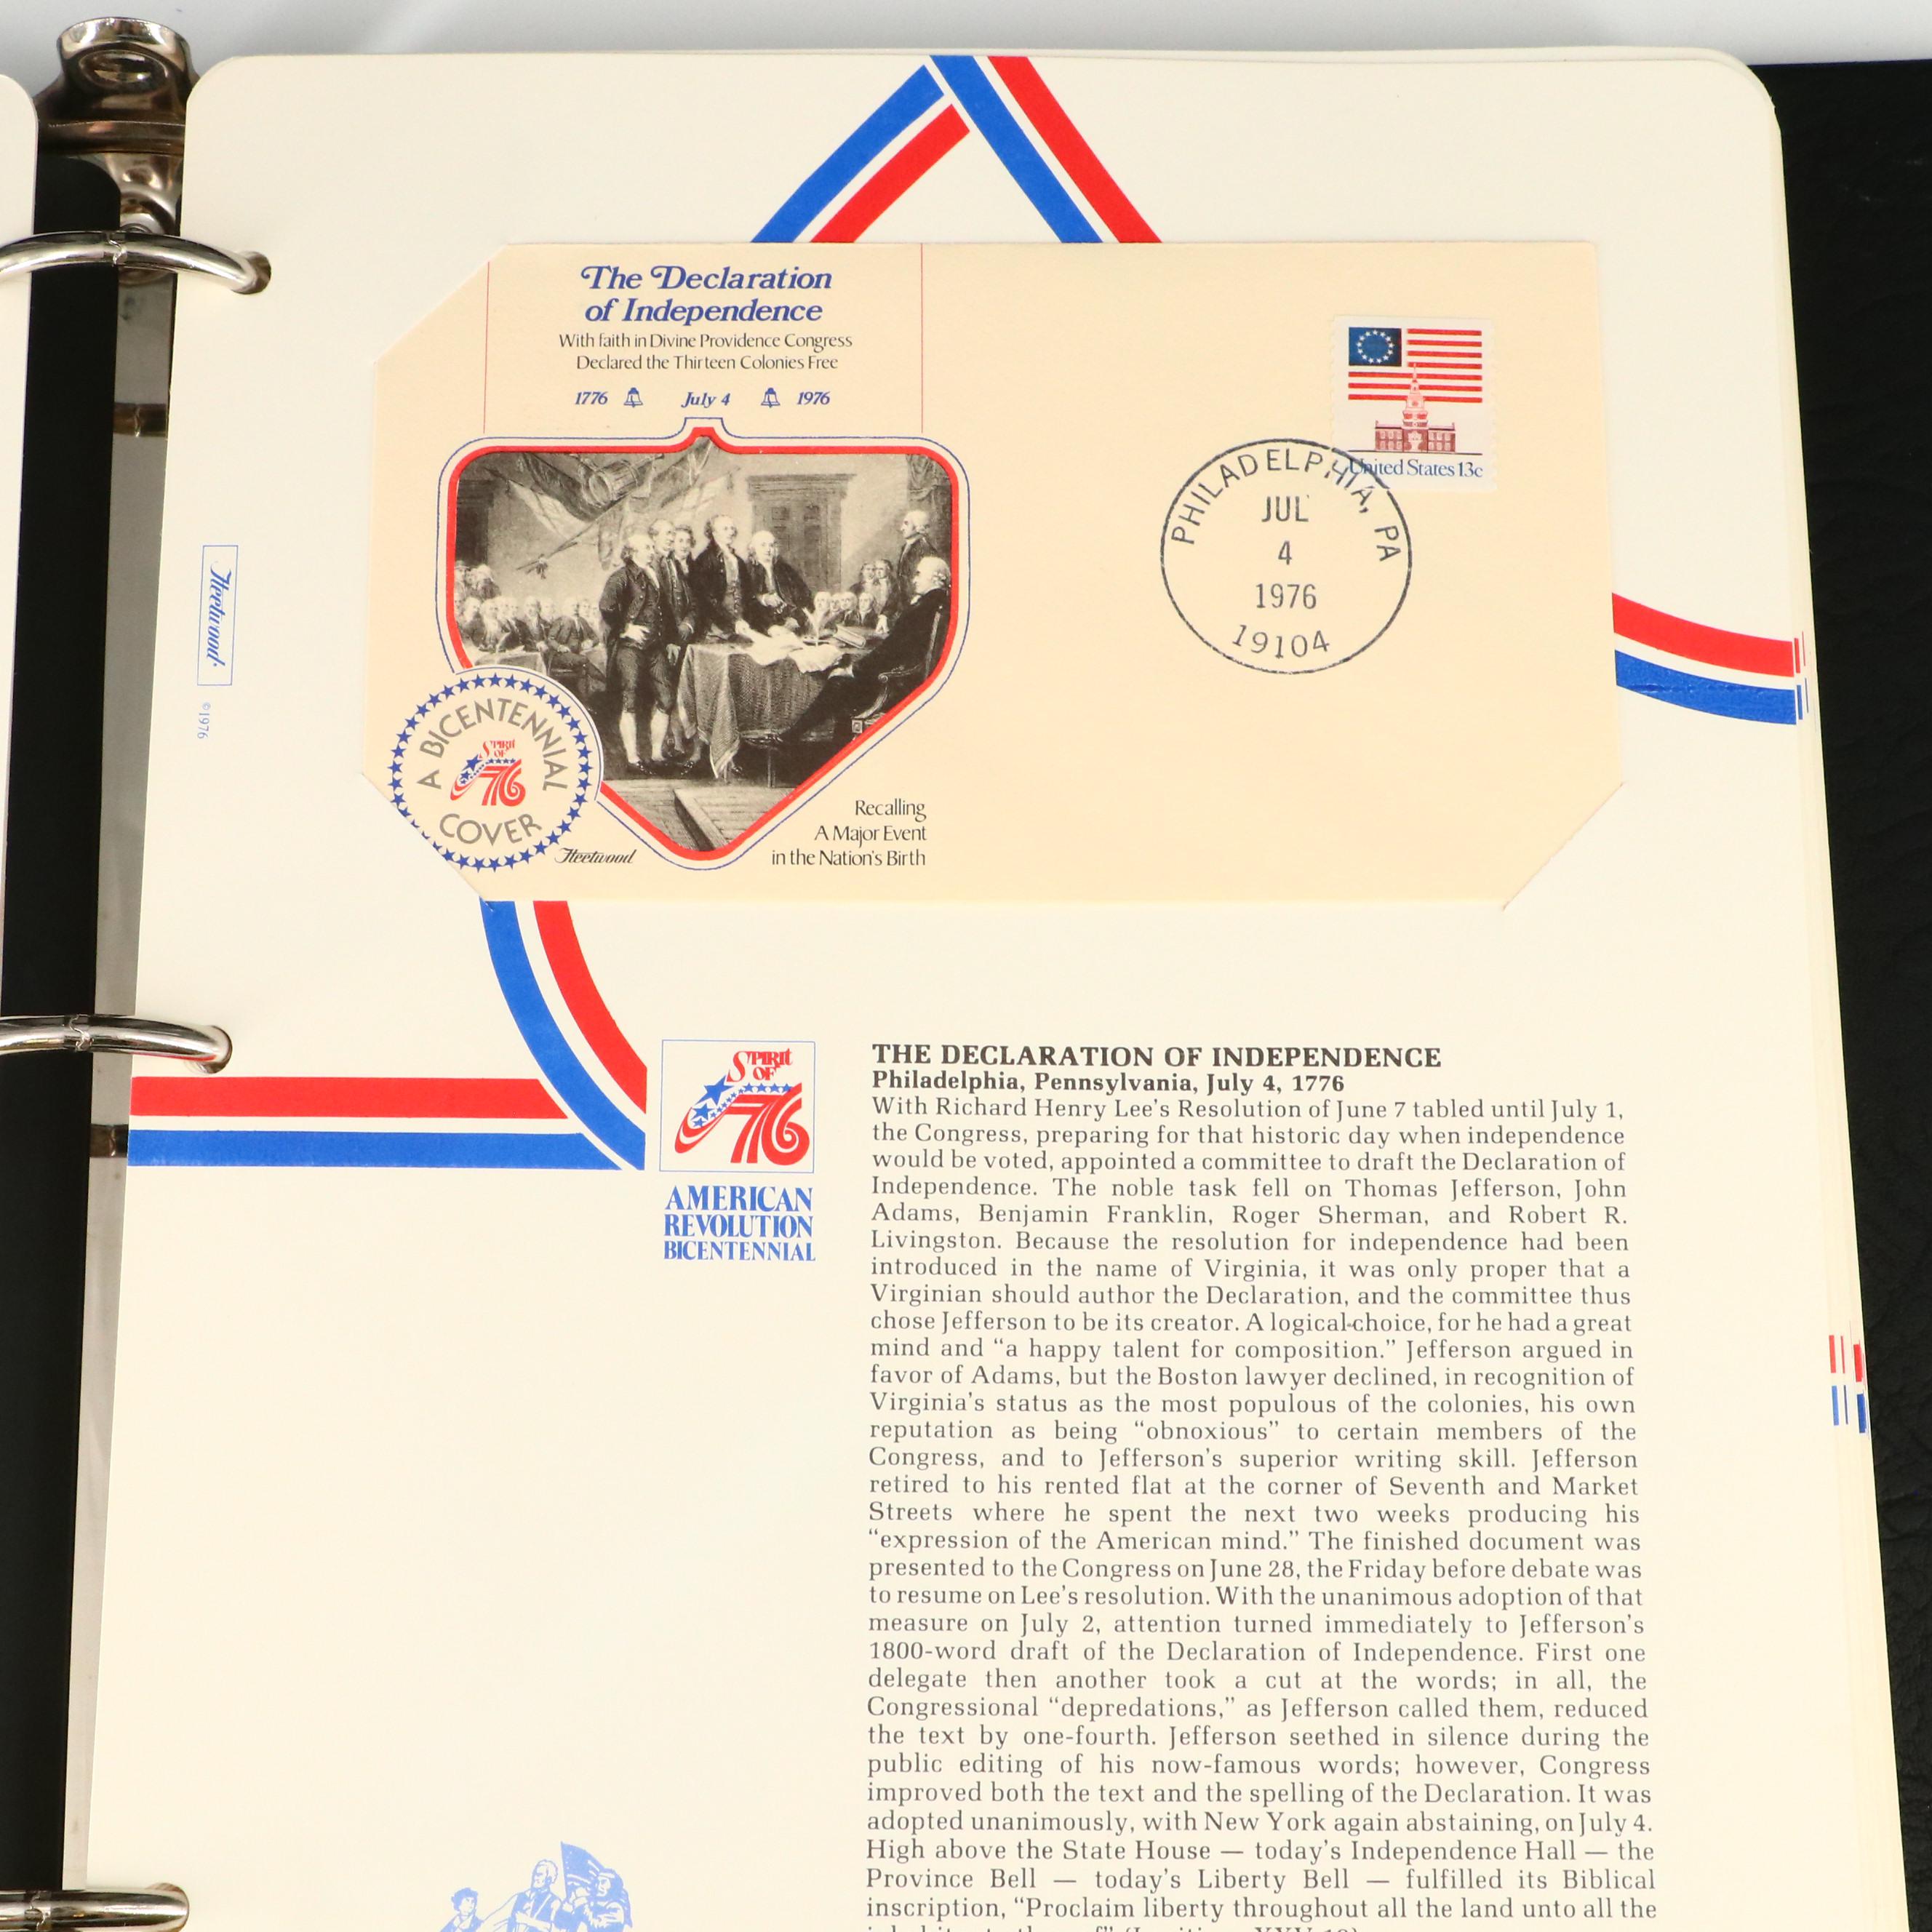 The Declaration
of Independence
With faith in Divine Providence Congress
Declared the Thirteen Colonies Free
1776 July 4 1976
United States 13c
PHILADELPHIA, PA
JUL
4
1976
19104
A BICENTENNIAL
SPIRIT
OF
76
COVER
Fleetwood
Recalling
A Major Event
in the Nation's Birth
Fleetwood
©1976
SPIRIT
OF
76
AMERICAN
REVOLUTION
BICENTENNIAL
THE DECLARATION OF INDEPENDENCE
Philadelphia, Pennsylvania, July 4, 1776
With Richard Henry Lee's Resolution of June 7 tabled until July 1,
the Congress, preparing for that historic day when independence
would be voted, appointed a committee to draft the Declaration of
Independence. The noble task fell on Thomas Jefferson, John
Adams, Benjamin Franklin, Roger Sherman, and Robert R.
Livingston. Because the resolution for independence had been
introduced in the name of Virginia, it was only proper that a
Virginian should author the Declaration, and the committee thus
chose Jefferson to be its creator. A logical choice, for he had a great
mind and "a happy talent for composition." Jefferson argued in
favor of Adams, but the Boston lawyer declined, in recognition of
Virginia's status as the most populous of the colonies, his own
reputation as being "obnoxious" to certain members of the
Congress, and to Jefferson's superior writing skill. Jefferson
retired to his rented flat at the corner of Seventh and Market
Streets where he spent the next two weeks producing his
"expression of the American mind." The finished document was
presented to the Congress on June 28, the Friday before debate was
to resume on Lee's resolution. With the unanimous adoption of that
measure on July 2, attention turned immediately to Jefferson's
1800-word draft of the Declaration of Independence. First one
delegate then another took a cut at the words; in all, the
Congressional "depredations," as Jefferson called them, reduced
the text by one-fourth. Jefferson seethed in silence during the
public editing of his now-famous words; however, Congress
improved both the text and the spelling of the Declaration. It was
adopted unanimously, with New York again abstaining, on July 4.
High above the State House — today's Independence Hall — the
Province Bell — today's Liberty Bell — fulfilled its Biblical
inscription, "Proclaim liberty throughout all the land unto all the